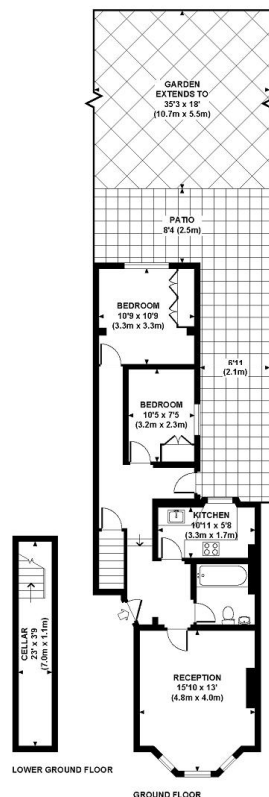 GARDEN
EXTENDS TO
35'3 x 18'
(10.7m x 5.5m)
PATIO
8'4 (2.5m)
BEDROOM
10'9 x 10'9
(3.3m x 3.3m)
6'11
(2.1m)
BEDROOM
10'5 x 7'5
(3.2m x 2.3m)
KITCHEN
10'11 x 5'8
(3.3m x 1.7m)
CELLAR
23' x 3'9
(7.0m x 1.1m)
RECEPTION
15'10 x 13'
(4.8m x 4.0m)
LOWER GROUND FLOOR
GROUND FLOOR